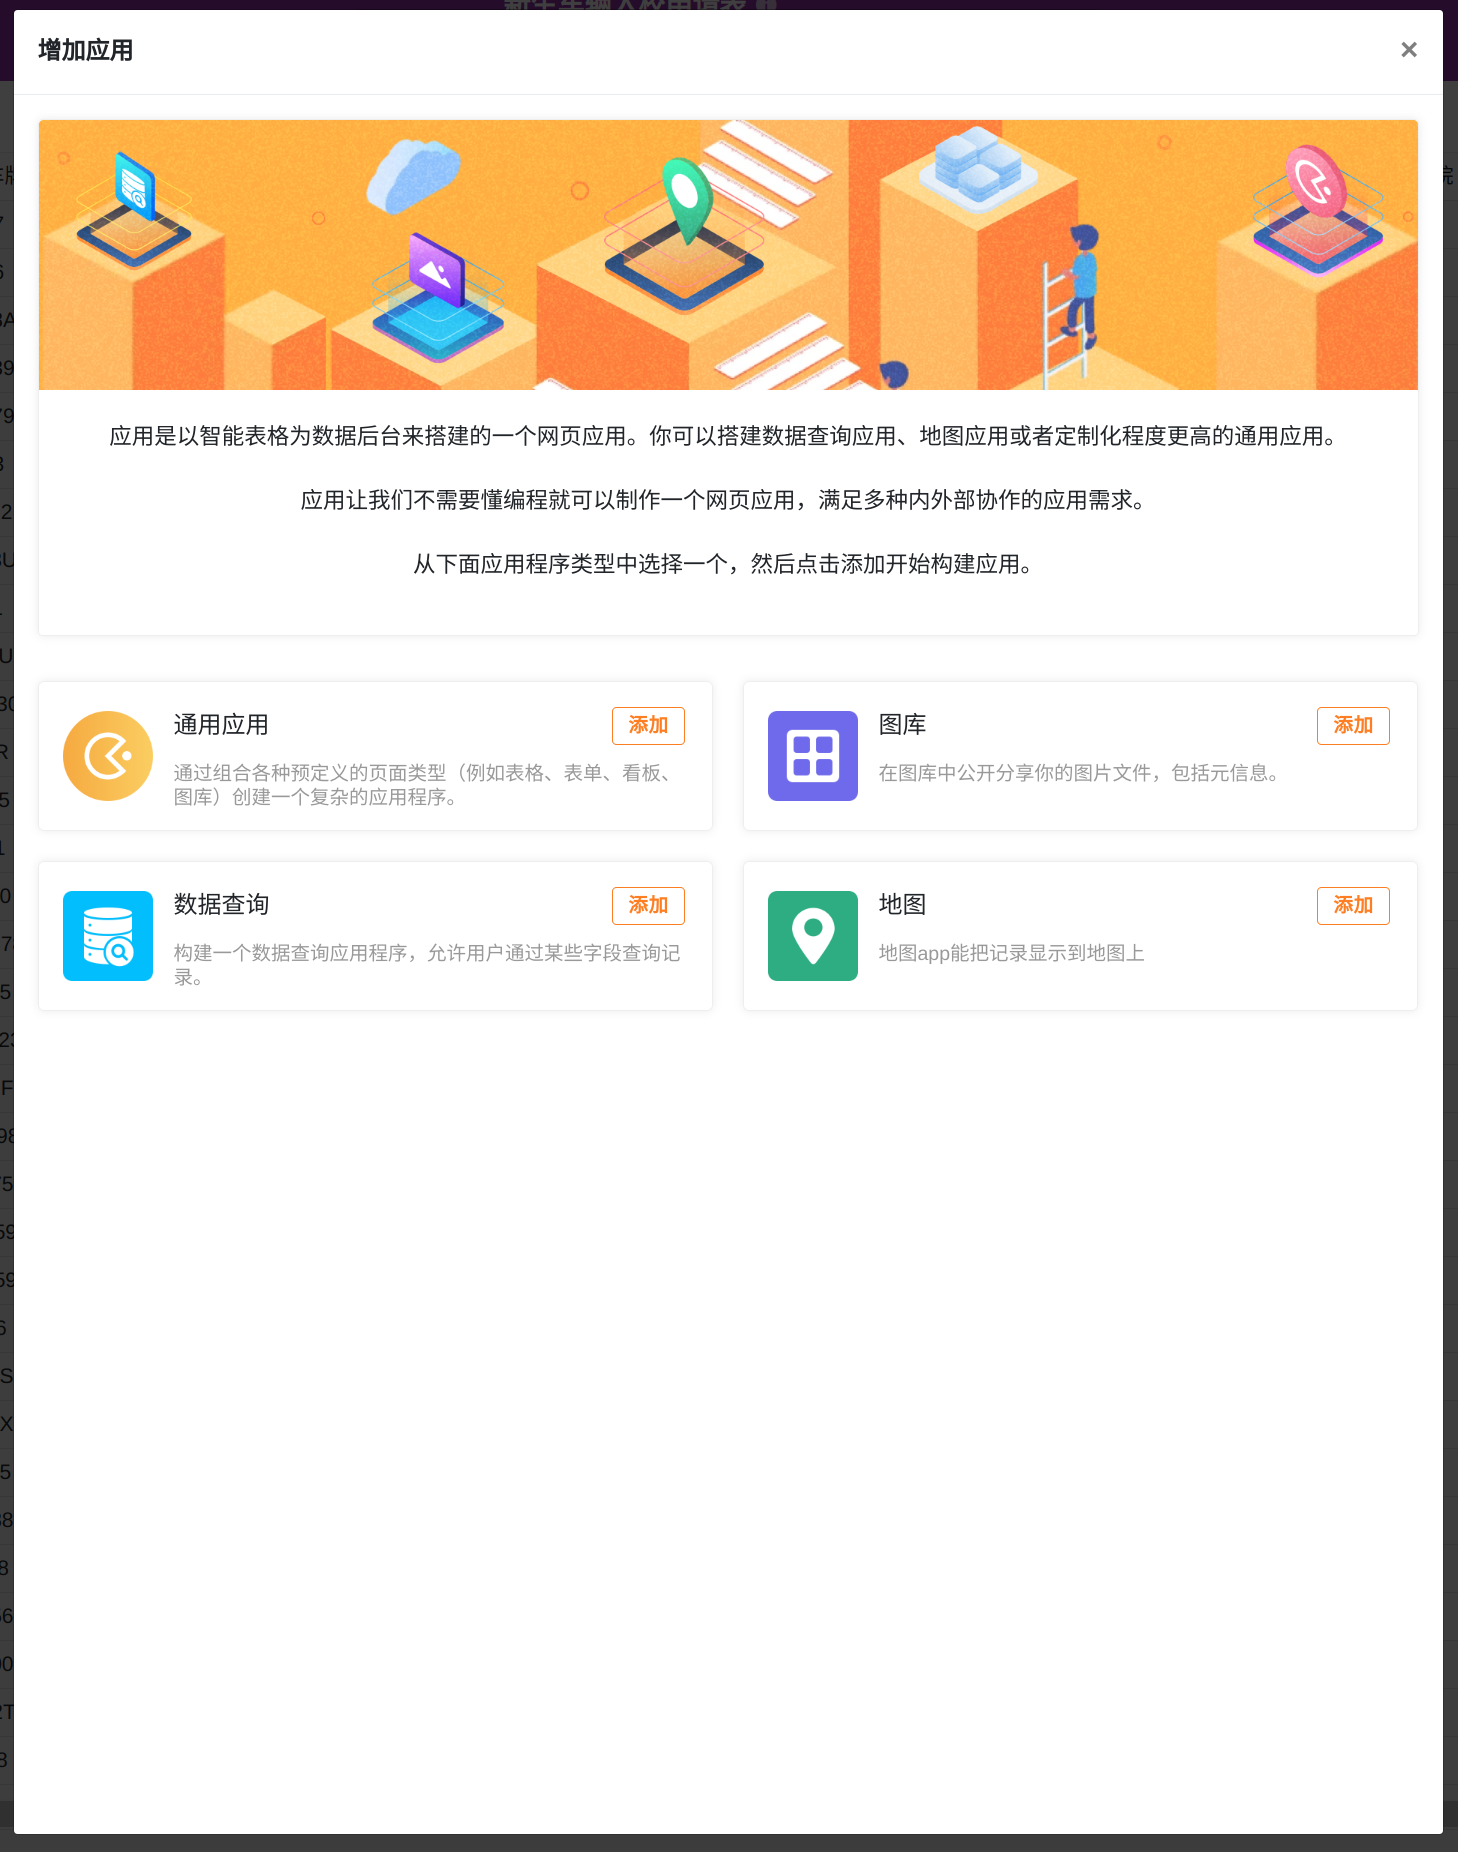 增加应用
×
应用是以智能表格为数据后台来搭建的一个网页应用。你可以搭建数据查询应用、地图应用或者定制化程度更高的通用应用。
应用让我们不需要懂编程就可以制作一个网页应用，满足多种内外部协作的应用需求。
从下面应用程序类型中选择一个，然后点击添加开始构建应用。
通用应用
添加
通过组合各种预定义的页面类型（例如表格、表单、看板、
图库）创建一个复杂的应用程序。
图库
添加
在图库中公开分享你的图片文件，包括元信息。
数据查询
添加
构建一个数据查询应用程序，允许用户通过某些字段查询记
录。
地图
添加
地图app能把记录显示到地图上